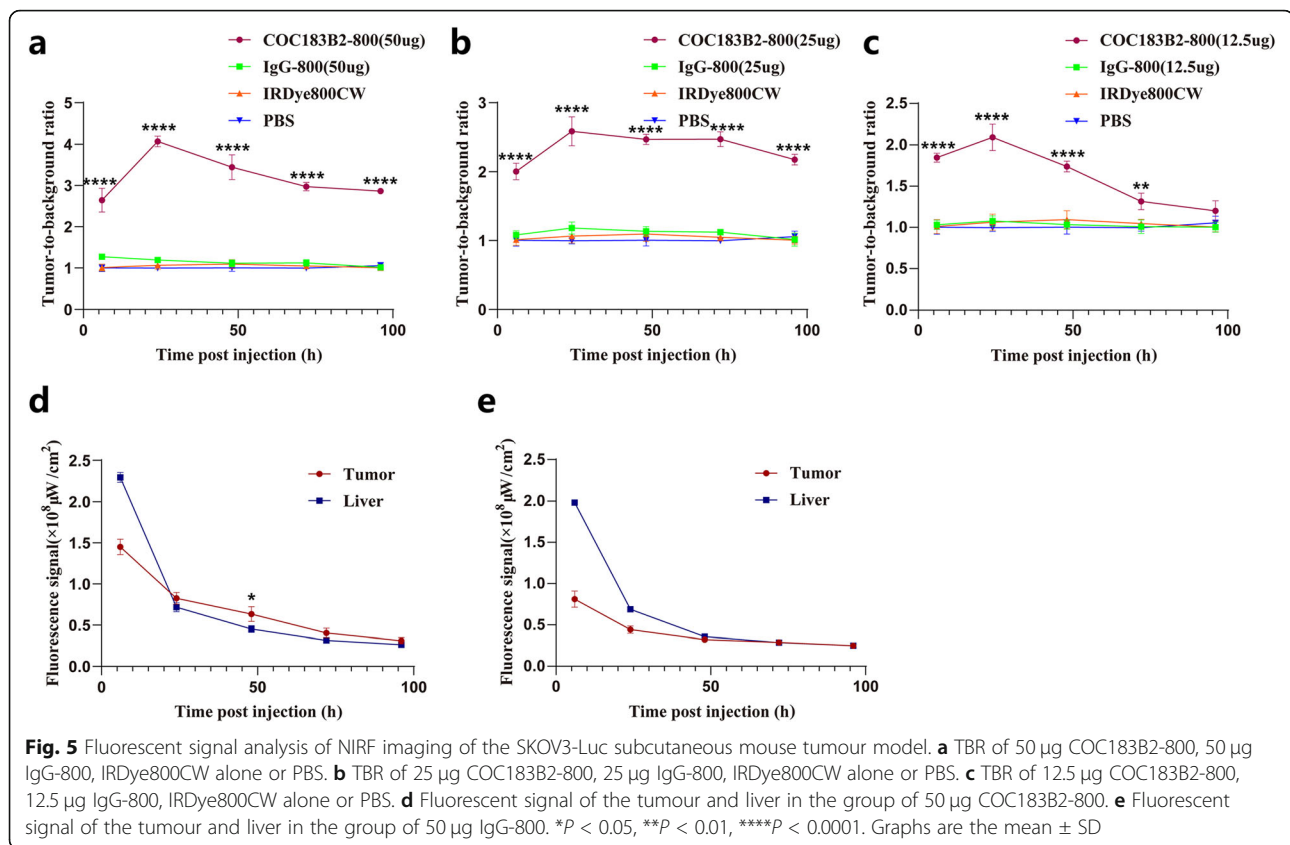 a
COC183B2-800(50ug)
IgG-800(50ug)
IRDye800CW
PBS
Tumor-to-background ratio
5
4
3
2
1
0
**** **** **** **** ****
0 50 100
Time post injection (h)
b
COC183B2-800(25ug)
IgG-800(25ug)
IRDye800CW
PBS
Tumor-to-background ratio
3
2
1
0
**** **** **** **** ****
0 50 100
Time post injection (h)
c
COC183B2-800(12.5ug)
IgG-800(12.5ug)
IRDye800CW
PBS
Tumor-to-background ratio
2.5
2.0
1.5
1.0
0.5
0.0
**** **** **** **
0 50 100
Time post injection (h)
d
Tumor
Liver
Fluorescence signal(×10⁸μW/cm²)
2.5
2.0
1.5
1.0
0.5
0.0
*
0 50 100
Time post injection (h)
e
Tumor
Liver
Fluorescence signal(×10⁸μW/cm²)
2.5
2.0
1.5
1.0
0.5
0.0
0 50 100
Time post injection (h)
Fig. 5 Fluorescent signal analysis of NIRF imaging of the SKOV3-Luc subcutaneous mouse tumour model. a TBR of 50 μg COC183B2-800, 50 μg
IgG-800, IRDye800CW alone or PBS. b TBR of 25 μg COC183B2-800, 25 μg IgG-800, IRDye800CW alone or PBS. c TBR of 12.5 μg COC183B2-800,
12.5 μg IgG-800, IRDye800CW alone or PBS. d Fluorescent signal of the tumour and liver in the group of 50 μg COC183B2-800. e Fluorescent
signal of the tumour and liver in the group of 50 μg IgG-800. *P < 0.05, **P < 0.01, ****P < 0.0001. Graphs are the mean ± SD